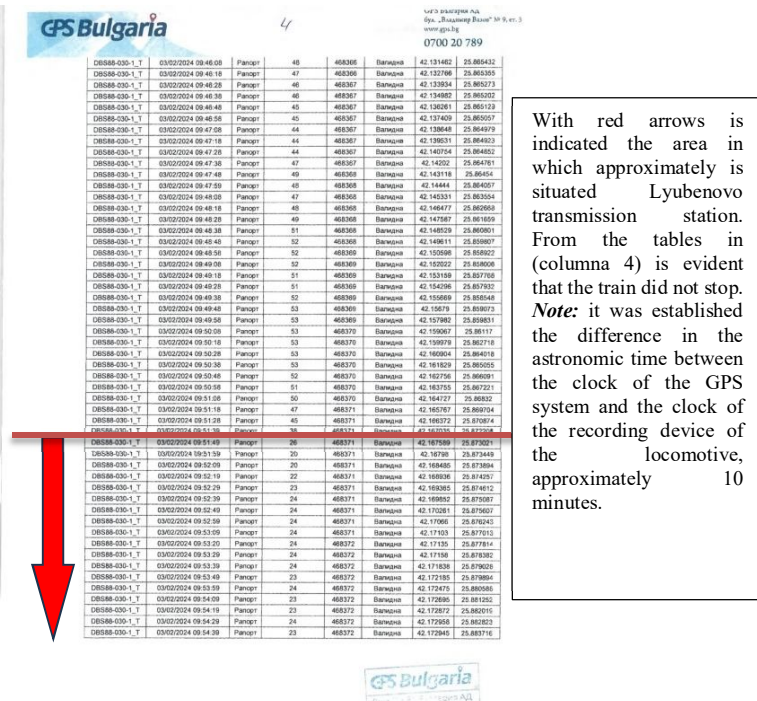 GPS Bulgaria
4
бул. „Владимир Вазов" № 9, ет. 3
www.gps.bg
0700 20 789
DBS88-030-1_T 03/02/2024 09:46:08 Рапорт 48 468366 Валидна 42.131462 25.865432
DBS88-030-1_T 03/02/2024 09:46:18 Рапорт 47 468366 Валидна 42.132766 25.865355
DBS88-030-1_T 03/02/2024 09:46:28 Рапорт 46 468367 Валидна 42.133934 25.865273
DBS88-030-1_T 03/02/2024 09:46:38 Рапорт 46 468367 Валидна 42.134982 25.865202
DBS88-030-1_T 03/02/2024 09:46:48 Рапорт 45 468367 Валидна 42.136261 25.865123
DBS88-030-1_T 03/02/2024 09:46:58 Рапорт 45 468367 Валидна 42.137409 25.865057
DBS88-030-1_T 03/02/2024 09:47:08 Рапорт 44 468367 Валидна 42.138648 25.864979
DBS88-030-1_T 03/02/2024 09:47:18 Рапорт 44 468367 Валидна 42.139531 25.864923
DBS88-030-1_T 03/02/2024 09:47:28 Рапорт 44 468367 Валидна 42.140754 25.864852
DBS88-030-1_T 03/02/2024 09:47:38 Рапорт 47 468367 Валидна 42.14202 25.864761
DBS88-030-1_T 03/02/2024 09:47:48 Рапорт 49 468368 Валидна 42.143118 25.86454
DBS88-030-1_T 03/02/2024 09:47:59 Рапорт 48 468368 Валидна 42.14444 25.864057
DBS88-030-1_T 03/02/2024 09:48:08 Рапорт 47 468368 Валидна 42.145331 25.863554
DBS88-030-1_T 03/02/2024 09:48:18 Рапорт 48 468368 Валидна 42.146477 25.862668
DBS88-030-1_T 03/02/2024 09:48:28 Рапорт 49 468368 Валидна 42.147587 25.861659
DBS88-030-1_T 03/02/2024 09:48:38 Рапорт 51 468368 Валидна 42.148529 25.860801
DBS88-030-1_T 03/02/2024 09:48:48 Рапорт 52 468368 Валидна 42.149611 25.859807
DBS88-030-1_T 03/02/2024 09:48:58 Рапорт 52 468369 Валидна 42.150598 25.858922
DBS88-030-1_T 03/02/2024 09:49:08 Рапорт 52 468369 Валидна 42.152022 25.858006
DBS88-030-1_T 03/02/2024 09:49:18 Рапорт 51 468369 Валидна 42.153159 25.857768
DBS88-030-1_T 03/02/2024 09:49:28 Рапорт 51 468369 Валидна 42.154296 25.857932
DBS88-030-1_T 03/02/2024 09:49:38 Рапорт 52 468369 Валидна 42.155669 25.858548
DBS88-030-1_T 03/02/2024 09:49:48 Рапорт 53 468369 Валидна 42.15679 25.859073
DBS88-030-1_T 03/02/2024 09:49:58 Рапорт 53 468369 Валидна 42.157982 25.859831
DBS88-030-1_T 03/02/2024 09:50:08 Рапорт 53 468370 Валидна 42.159067 25.86117
DBS88-030-1_T 03/02/2024 09:50:18 Рапорт 53 468370 Валидна 42.159979 25.862718
DBS88-030-1_T 03/02/2024 09:50:28 Рапорт 53 468370 Валидна 42.160904 25.864018
DBS88-030-1_T 03/02/2024 09:50:38 Рапорт 53 468370 Валидна 42.161829 25.865055
DBS88-030-1_T 03/02/2024 09:50:48 Рапорт 52 468370 Валидна 42.162756 25.866091
DBS88-030-1_T 03/02/2024 09:50:58 Рапорт 51 468370 Валидна 42.163755 25.867221
DBS88-030-1_T 03/02/2024 09:51:08 Рапорт 50 468370 Валидна 42.164727 25.86832
DBS88-030-1_T 03/02/2024 09:51:18 Рапорт 47 468371 Валидна 42.165767 25.869704
DBS88-030-1_T 03/02/2024 09:51:28 Рапорт 45 468371 Валидна 42.166372 25.870874
DBS88-030-1_T 03/02/2024 09:51:39 Рапорт 38 468371 Валидна
DBS88-030-1_T 03/02/2024 09:51:49 Рапорт 26 468371 Валидна 42.167589 25.873021
DBS88-030-1_T 03/02/2024 09:51:59 Рапорт 20 468371 Валидна 42.16798 25.873449
DBS88-030-1_T 03/02/2024 09:52:09 Рапорт 20 468371 Валидна 42.168485 25.873894
DBS88-030-1_T 03/02/2024 09:52:19 Рапорт 22 468371 Валидна 42.168936 25.874257
DBS88-030-1_T 03/02/2024 09:52:29 Рапорт 23 468371 Валидна 42.169365 25.874612
DBS88-030-1_T 03/02/2024 09:52:39 Рапорт 24 468371 Валидна 42.169852 25.875087
DBS88-030-1_T 03/02/2024 09:52:49 Рапорт 24 468371 Валидна 42.170261 25.875607
DBS88-030-1_T 03/02/2024 09:52:59 Рапорт 24 468371 Валидна 42.17066 25.876243
DBS88-030-1_T 03/02/2024 09:53:09 Рапорт 24 468371 Валидна 42.17103 25.877013
DBS88-030-1_T 03/02/2024 09:53:20 Рапорт 24 468372 Валидна 42.17135 25.877814
DBS88-030-1_T 03/02/2024 09:53:29 Рапорт 24 468372 Валидна 42.17158 25.878382
DBS88-030-1_T 03/02/2024 09:53:39 Рапорт 24 468372 Валидна 42.171838 25.879026
DBS88-030-1_T 03/02/2024 09:53:49 Рапорт 23 468372 Валидна 42.172185 25.879894
DBS88-030-1_T 03/02/2024 09:53:59 Рапорт 24 468372 Валидна 42.172475 25.880585
DBS88-030-1_T 03/02/2024 09:54:09 Рапорт 23 468372 Валидна 42.172695 25.881252
DBS88-030-1_T 03/02/2024 09:54:19 Рапорт 24 468372 Валидна 42.172872 25.882019
DBS88-030-1_T 03/02/2024 09:54:29 Рапорт 24 468372 Валидна 42.172958 25.882823
DBS88-030-1_T 03/02/2024 09:54:39 Рапорт 23 468372 Валидна 42.172945 25.883716
GPS Bulgaria
With red arrows is
indicated the area in
which approximately is
situated Lyubenovo
transmission station.
From the tables in
(columna 4) is evident
that the train did not stop.
Note: it was established
the difference in the
astronomic time between
the clock of the GPS
system and the clock of
the recording device of
the locomotive,
approximately 10
minutes.